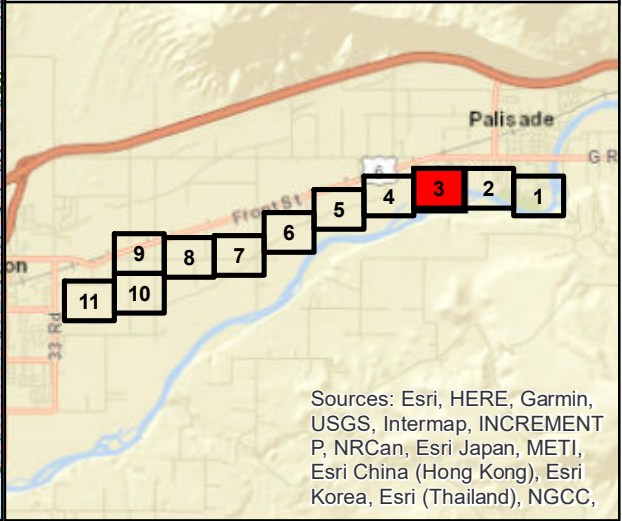 Palisade
G R
6
3
2
1
4
5
Front St
6
9
8
7
on
10
11
33 Rd
Sources: Esri, HERE, Garmin,
USGS, Intermap, INCREMENT
P, NRCan, Esri Japan, METI,
Esri China (Hong Kong), Esri
Korea, Esri (Thailand), NGCC,